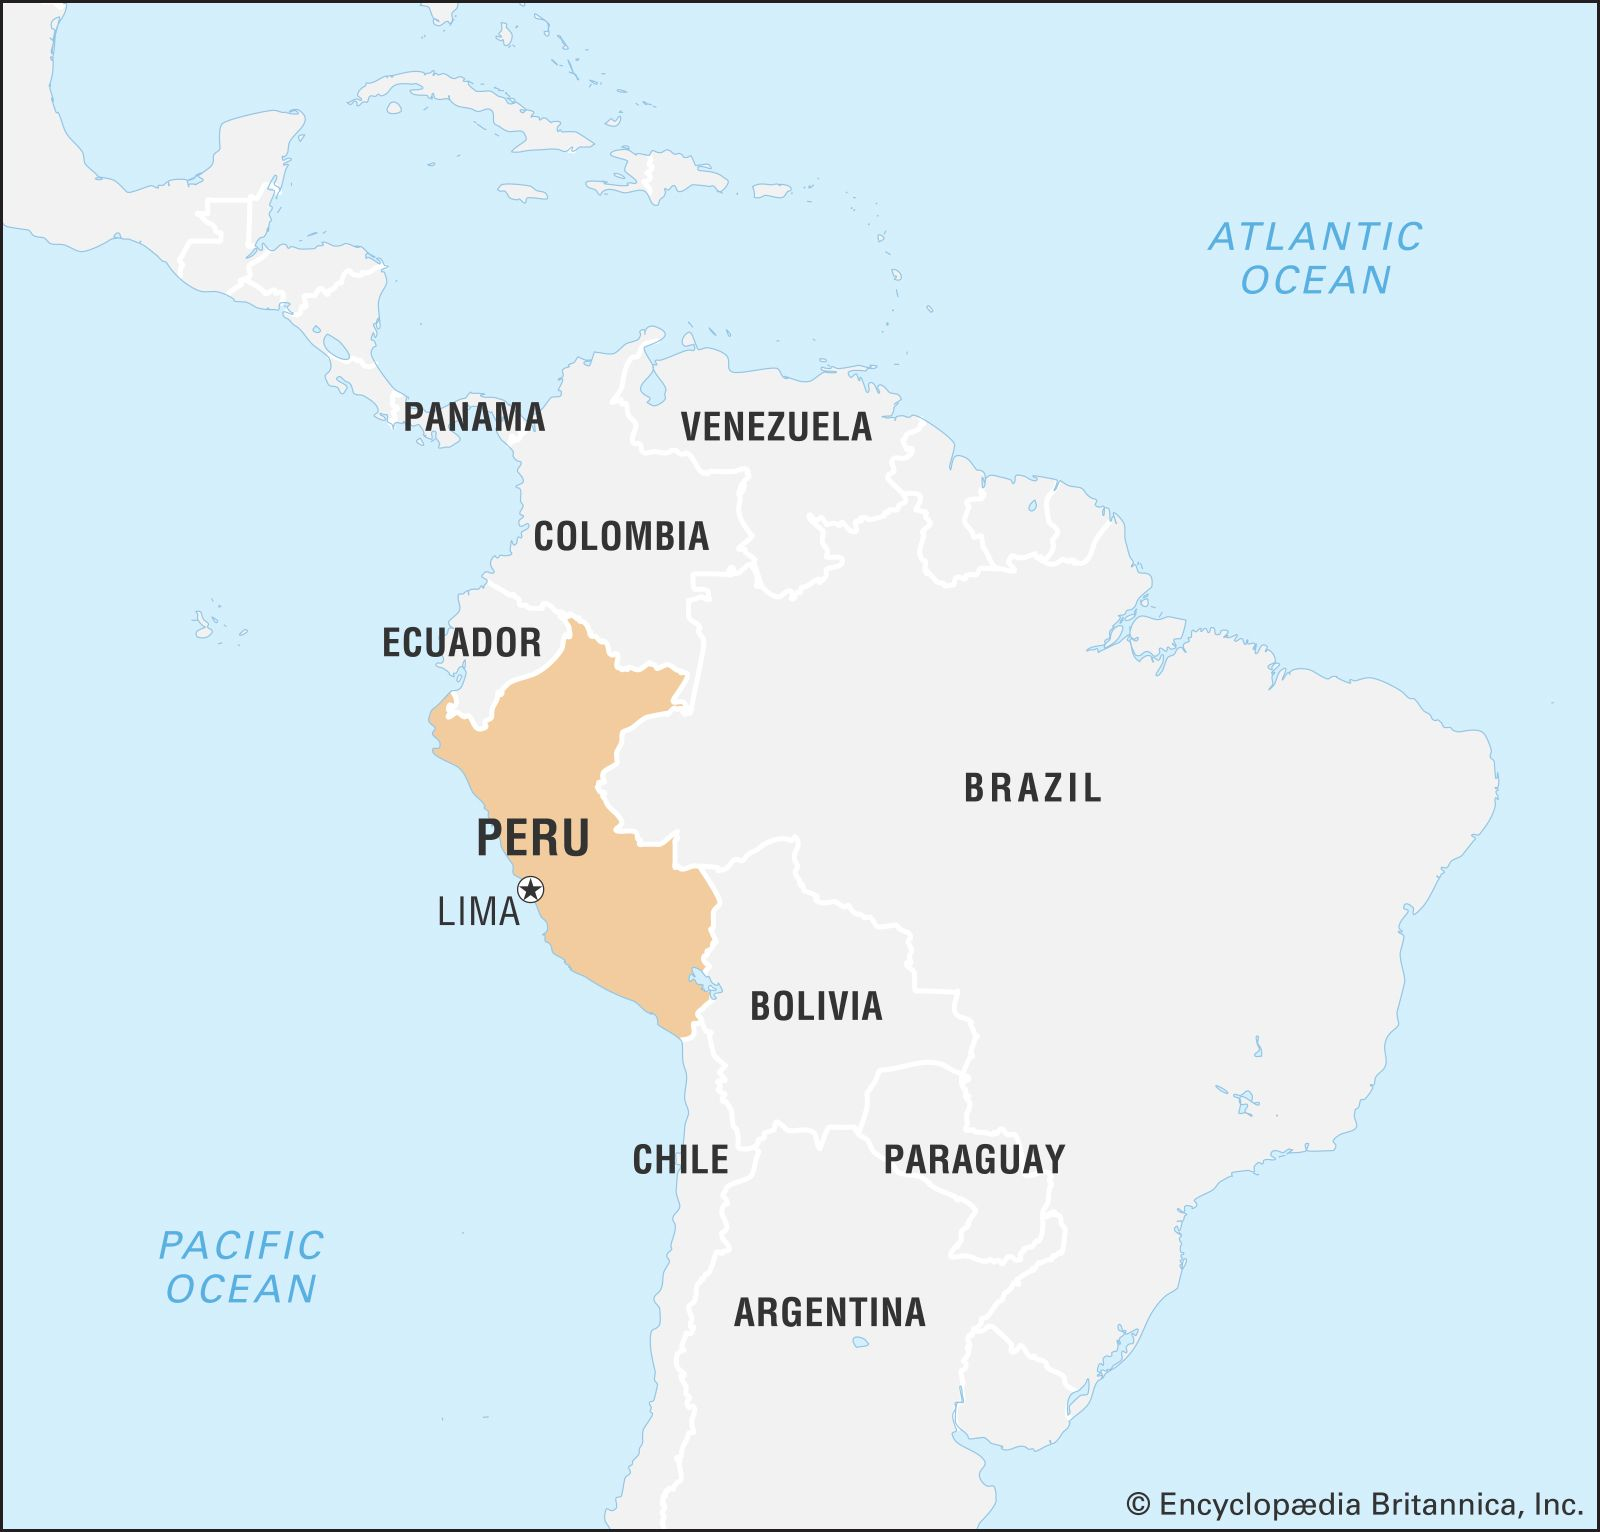 ATLANTIC
OCEAN
PANAMA
VENEZUELA
COLOMBIA
ECUADOR
BRAZIL
PERU
LIMA
BOLIVIA
CHILE
PARAGUAY
PACIFIC
OCEAN
ARGENTINA
© Encyclopædia Britannica, Inc.